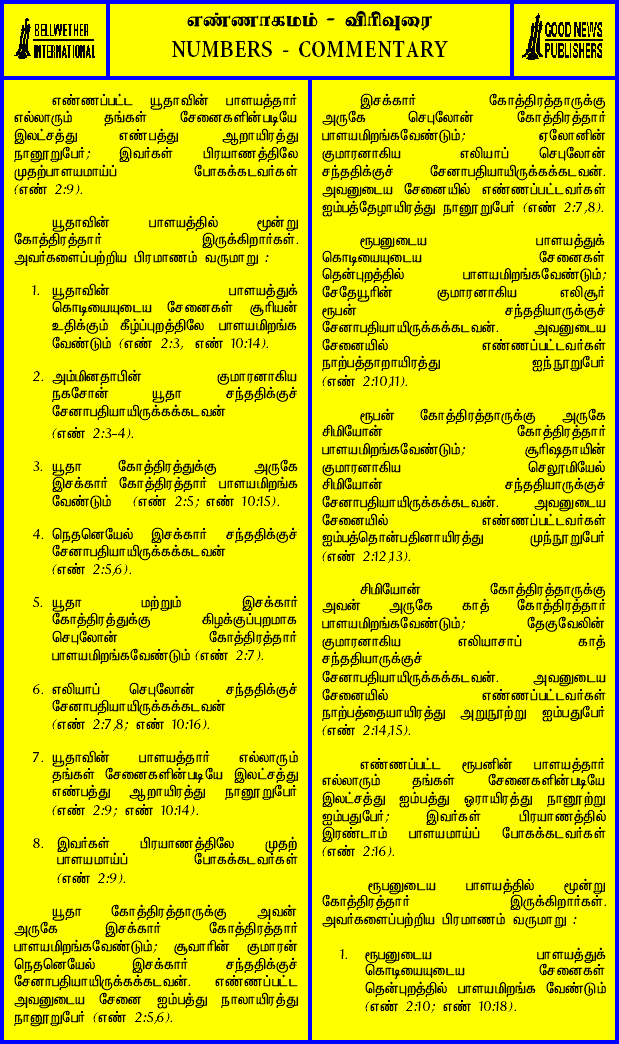 BELLWETHER
INTERNATIONAL
எண்ணாகமம் - விரிவுரை
NUMBERS - COMMENTARY
GOOD NEWS
PUBLISHERS
எண்ணப்பட்ட யூதாவின் பாளயத்தார்
எல்லாரும் தங்கள் சேனைகளின்படியே
இலட்சத்து எண்பத்து ஆறாயிரத்து
நானூறுபேர்; இவர்கள் பிரயாணத்திலே
முதற்பாளயமாய்ப் போகக்கடவர்கள்
(எண் 2:9).
யூதாவின் பாளயத்தில் மூன்று
கோத்திரத்தார் இருக்கிறார்கள்.
அவர்களைப்பற்றிய பிரமாணம் வருமாறு :
1. யூதாவின் பாளயத்துக்
கொடியையுடைய சேனைகள் சூரியன்
உதிக்கும் கீழ்ப்புறத்திலே பாளயமிறங்க
வேண்டும் (எண் 2:3, எண் 10:14).
2. அம்மினதாபின் குமாரனாகிய
நகசோன் யூதா சந்ததிக்குச்
சேனாபதியாயிருக்கக்கடவன்
(எண் 2:3-4).
3. யூதா கோத்திரத்துக்கு அருகே
இசக்கார் கோத்திரத்தார் பாளயமிறங்க
வேண்டும் (எண் 2:5; எண் 10:15).
4. நெதனெயேல் இசக்கார் சந்ததிக்குச்
சேனாபதியாயிருக்கக்கடவன்
(எண் 2:5,6).
5. யூதா மற்றும் இசக்கார்
கோத்திரத்துக்கு கிழக்குப்புறமாக
செபுலோன் கோத்திரத்தார்
பாளயமிறங்கவேண்டும் (எண் 2:7).
6. எலியாப் செபுலோன் சந்ததிக்குச்
சேனாபதியாயிருக்கக்கடவன்
(எண் 2:7,8; எண் 10:16).
7. யூதாவின் பாளயத்தார் எல்லாரும்
தங்கள் சேனைகளின்படியே இலட்சத்து
எண்பத்து ஆறாயிரத்து நானூறுபேர்
(எண் 2:9; எண் 10:14).
8. இவர்கள் பிரயாணத்திலே முதற்
பாளயமாய்ப் போகக்கடவர்கள்
(எண் 2:9).
யூதா கோத்திரத்தாருக்கு அவன்
அருகே இசக்கார் கோத்திரத்தார்
பாளயமிறங்கவேண்டும்; சூவாரின் குமாரன்
நெதனெயேல் இசக்கார் சந்ததிக்குச்
சேனாபதியாயிருக்கக்கடவன். எண்ணப்பட்ட
அவனுடைய சேனை ஐம்பத்து நாலாயிரத்து
நானூறுபேர் (எண் 2:5,6).
இசக்கார் கோத்திரத்தாருக்கு
அருகே செபுலோன் கோத்திரத்தார்
பாளயமிறங்கவேண்டும்; ஏலோனின்
குமாரனாகிய எலியாப் செபுலோன்
சந்ததிக்குச் சேனாபதியாயிருக்கக்கடவன்.
அவனுடைய சேனையில் எண்ணப்பட்டவர்கள்
ஐம்பத்தேழாயிரத்து நானூறுபேர் (எண் 2:7,8).
ரூபனுடைய பாளயத்துக்
கொடியையுடைய சேனைகள்
தென்புறத்தில் பாளயமிறங்கவேண்டும்;
சேதேயூரின் குமாரனாகிய எலிசூர்
ரூபன் சந்ததியாருக்குச்
சேனாபதியாயிருக்கக்கடவன். அவனுடைய
சேனையில் எண்ணப்பட்டவர்கள்
நாற்பத்தாறாயிரத்து ஐந்நூறுபேர்
(எண் 2:10,11).
ரூபன் கோத்திரத்தாருக்கு அருகே
சிமியோன் கோத்திரத்தார்
பாளயமிறங்கவேண்டும்; சூரிஷதாயின்
குமாரனாகிய செலூமியேல்
சிமியோன் சந்ததியாருக்குச்
சேனாபதியாயிருக்கக்கடவன். அவனுடைய
சேனையில் எண்ணப்பட்டவர்கள்
ஐம்பத்தொன்பதினாயிரத்து முந்நூறுபேர்
(எண் 2:12,13).
சிமியோன் கோத்திரத்தாருக்கு
அவன் அருகே காத் கோத்திரத்தார்
பாளயமிறங்கவேண்டும்; தேகுவேலின்
குமாரனாகிய எலியாசாப் காத்
சந்ததியாருக்குச்
சேனாபதியாயிருக்கக்கடவன். அவனுடைய
சேனையில் எண்ணப்பட்டவர்கள்
நாற்பத்தையாயிரத்து அறுநூற்று ஐம்பதுபேர்
(எண் 2:14,15).
எண்ணப்பட்ட ரூபனின் பாளயத்தார்
எல்லாரும் தங்கள் சேனைகளின்படியே
இலட்சத்து ஐம்பத்து ஓராயிரத்து நானூற்று
ஐம்பதுபேர்; இவர்கள் பிரயாணத்தில்
இரண்டாம் பாளயமாய்ப் போகக்கடவர்கள்
(எண் 2:16).
ரூபனுடைய பாளயத்தில் மூன்று
கோத்திரத்தார் இருக்கிறார்கள்.
அவர்களைப்பற்றிய பிரமாணம் வருமாறு :
1. ரூபனுடைய பாளயத்துக்
கொடியையுடைய சேனைகள்
தென்புறத்தில் பாளயமிறங்க வேண்டும்
(எண் 2:10; எண் 10:18).